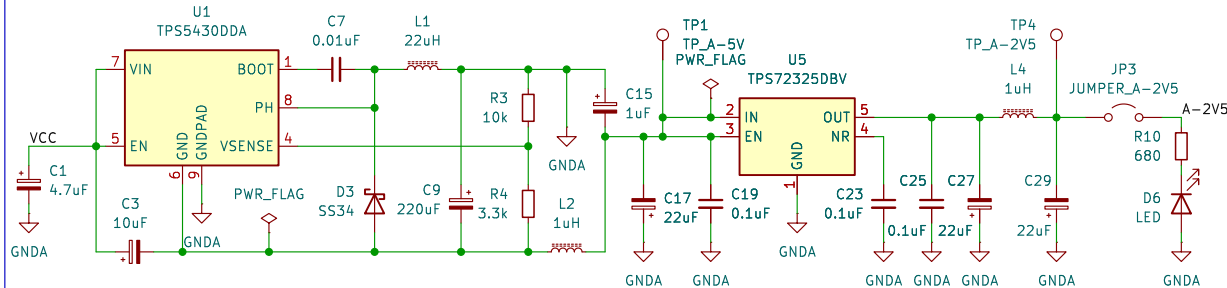 U1
TPS5430DDA
7
VIN
BOOT
1
PH
8
5
EN
VSENSE
4
GND
6
GNDPAD
9
GNDA
VCC
C1
4.7uF
GNDA
C3
10uF
PWR_FLAG
C7
0.01uF
L1
22uH
D3
SS34
C9
220uF
R3
10k
R4
3.3k
L2
1uH
GNDA
C15
1uF
TP1
TP_A-5V
PWR_FLAG
U5
TPS72325DBV
2
IN
3
EN
OUT
5
NR
4
GND
1
GNDA
C17
22uF
GNDA
C19
0.1uF
GNDA
C23
0.1uF
GNDA
C25
0.1uF
GNDA
C27
22uF
GNDA
L4
1uH
TP4
TP_A-2V5
C29
22uF
GNDA
JP3
JUMPER_A-2V5
A-2V5
R10
680
D6
LED
GNDA